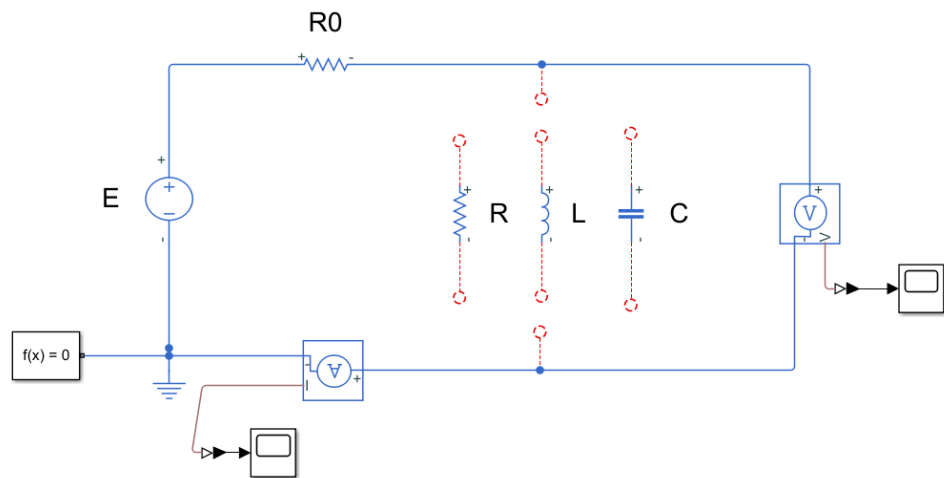 R0
+ -
+
E
+
−
-
+
R
-
+
L
-
+
C
-
+
V
-
V
f(x) = 0
-
A
+
I